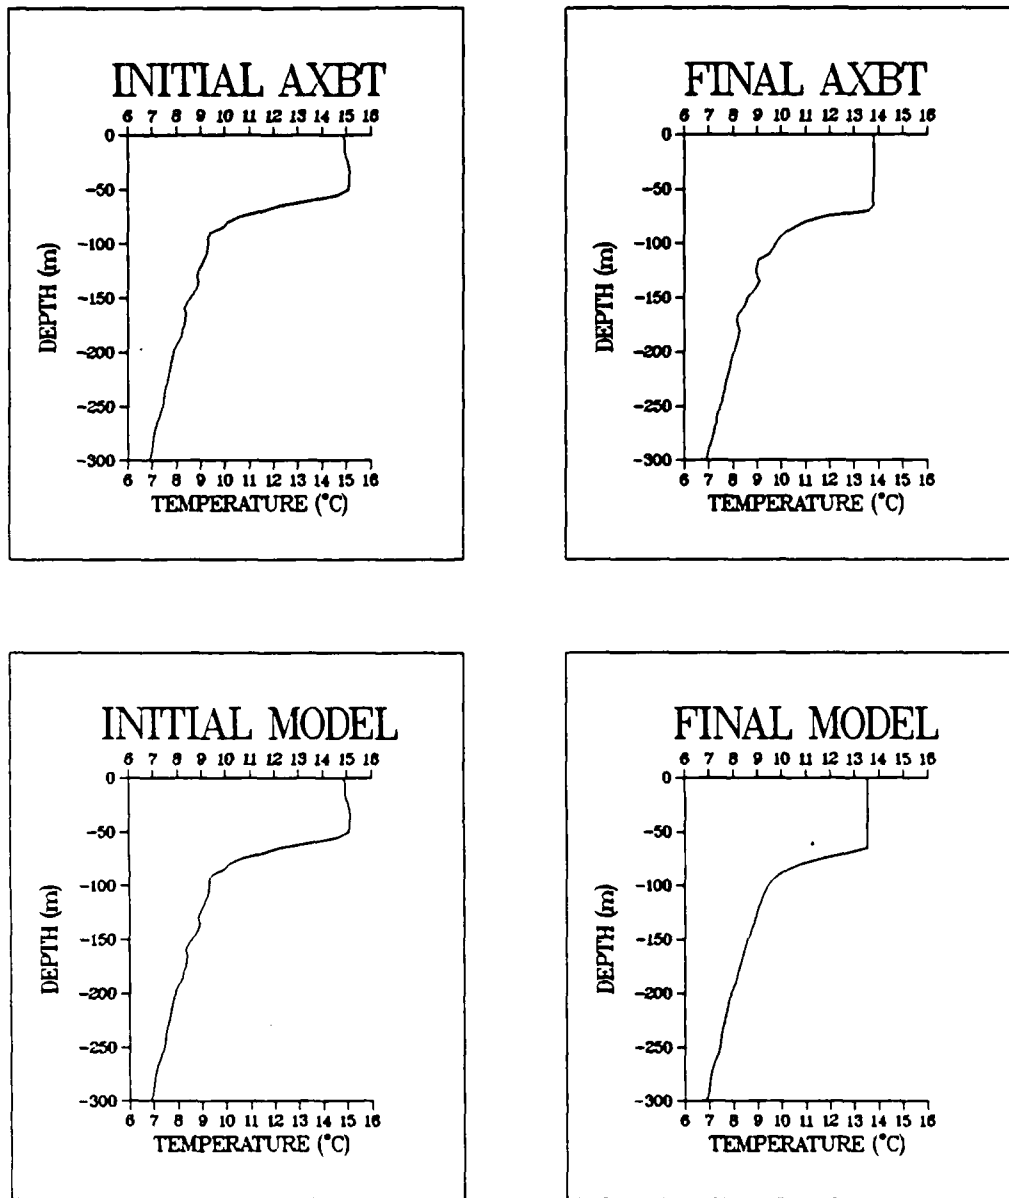 INITIAL AXBT
6 7 8 9 10 11 12 13 14 15 16
0
-50
-100
-150
-200
-250
-300
DEPTH (m)
6 7 8 9 10 11 12 13 14 15 16
TEMPERATURE (°C)
FINAL AXBT
6 7 8 9 10 11 12 13 14 15 16
0
-50
-100
-150
-200
-250
-300
DEPTH (m)
6 7 8 9 10 11 12 13 14 15 16
TEMPERATURE (°C)
INITIAL MODEL
6 7 8 9 10 11 12 13 14 15 16
0
-50
-100
-150
-200
-250
-300
DEPTH (m)
6 7 8 9 10 11 12 13 14 15 16
TEMPERATURE (°C)
FINAL MODEL
6 7 8 9 10 11 12 13 14 15 16
0
-50
-100
-150
-200
-250
-300
DEPTH (m)
6 7 8 9 10 11 12 13 14 15 16
TEMPERATURE (°C)